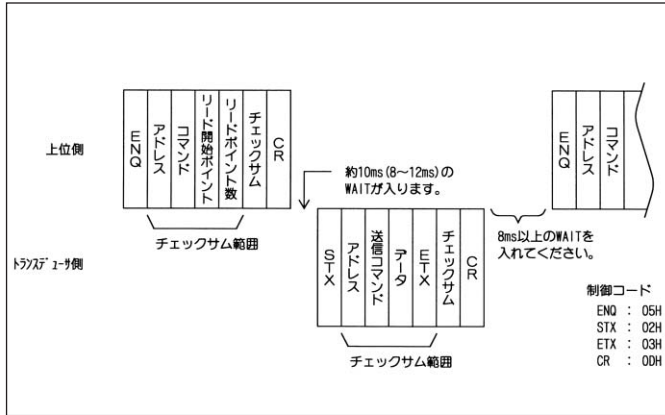 上位側
ENQ
アドレス
コマンド
リード開始ポイント
リードポイント数
チェックサム
CR
チェックサム範囲
約10ms(8~12ms)の
WAITが入ります。
ENQ
アドレス
コマンド
トランスデューサ側
STX
アドレス
送信コマンド
データ
ETX
チェックサム
CR
チェックサム範囲
8ms以上のWAITを
入れてください。
制御コード
ENQ : 05H
STX : 02H
ETX : 03H
CR : 0DH